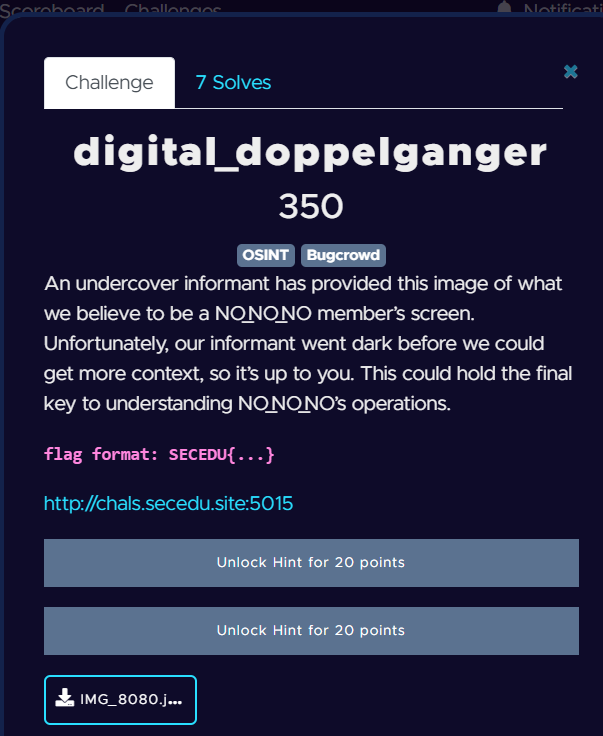 Scoreboard Challenges Notificati
Challenge 7 Solves ✖
digital_doppelganger
350
OSINT Bugcrowd
An undercover informant has provided this image of what
we believe to be a NO_NO_NO member's screen.
Unfortunately, our informant went dark before we could
get more context, so it's up to you. This could hold the final
key to understanding NO_NO_NO's operations.
flag format: SECEDU{...}
http://chals.secedu.site:5015
Unlock Hint for 20 points
Unlock Hint for 20 points
IMG_8080.j...